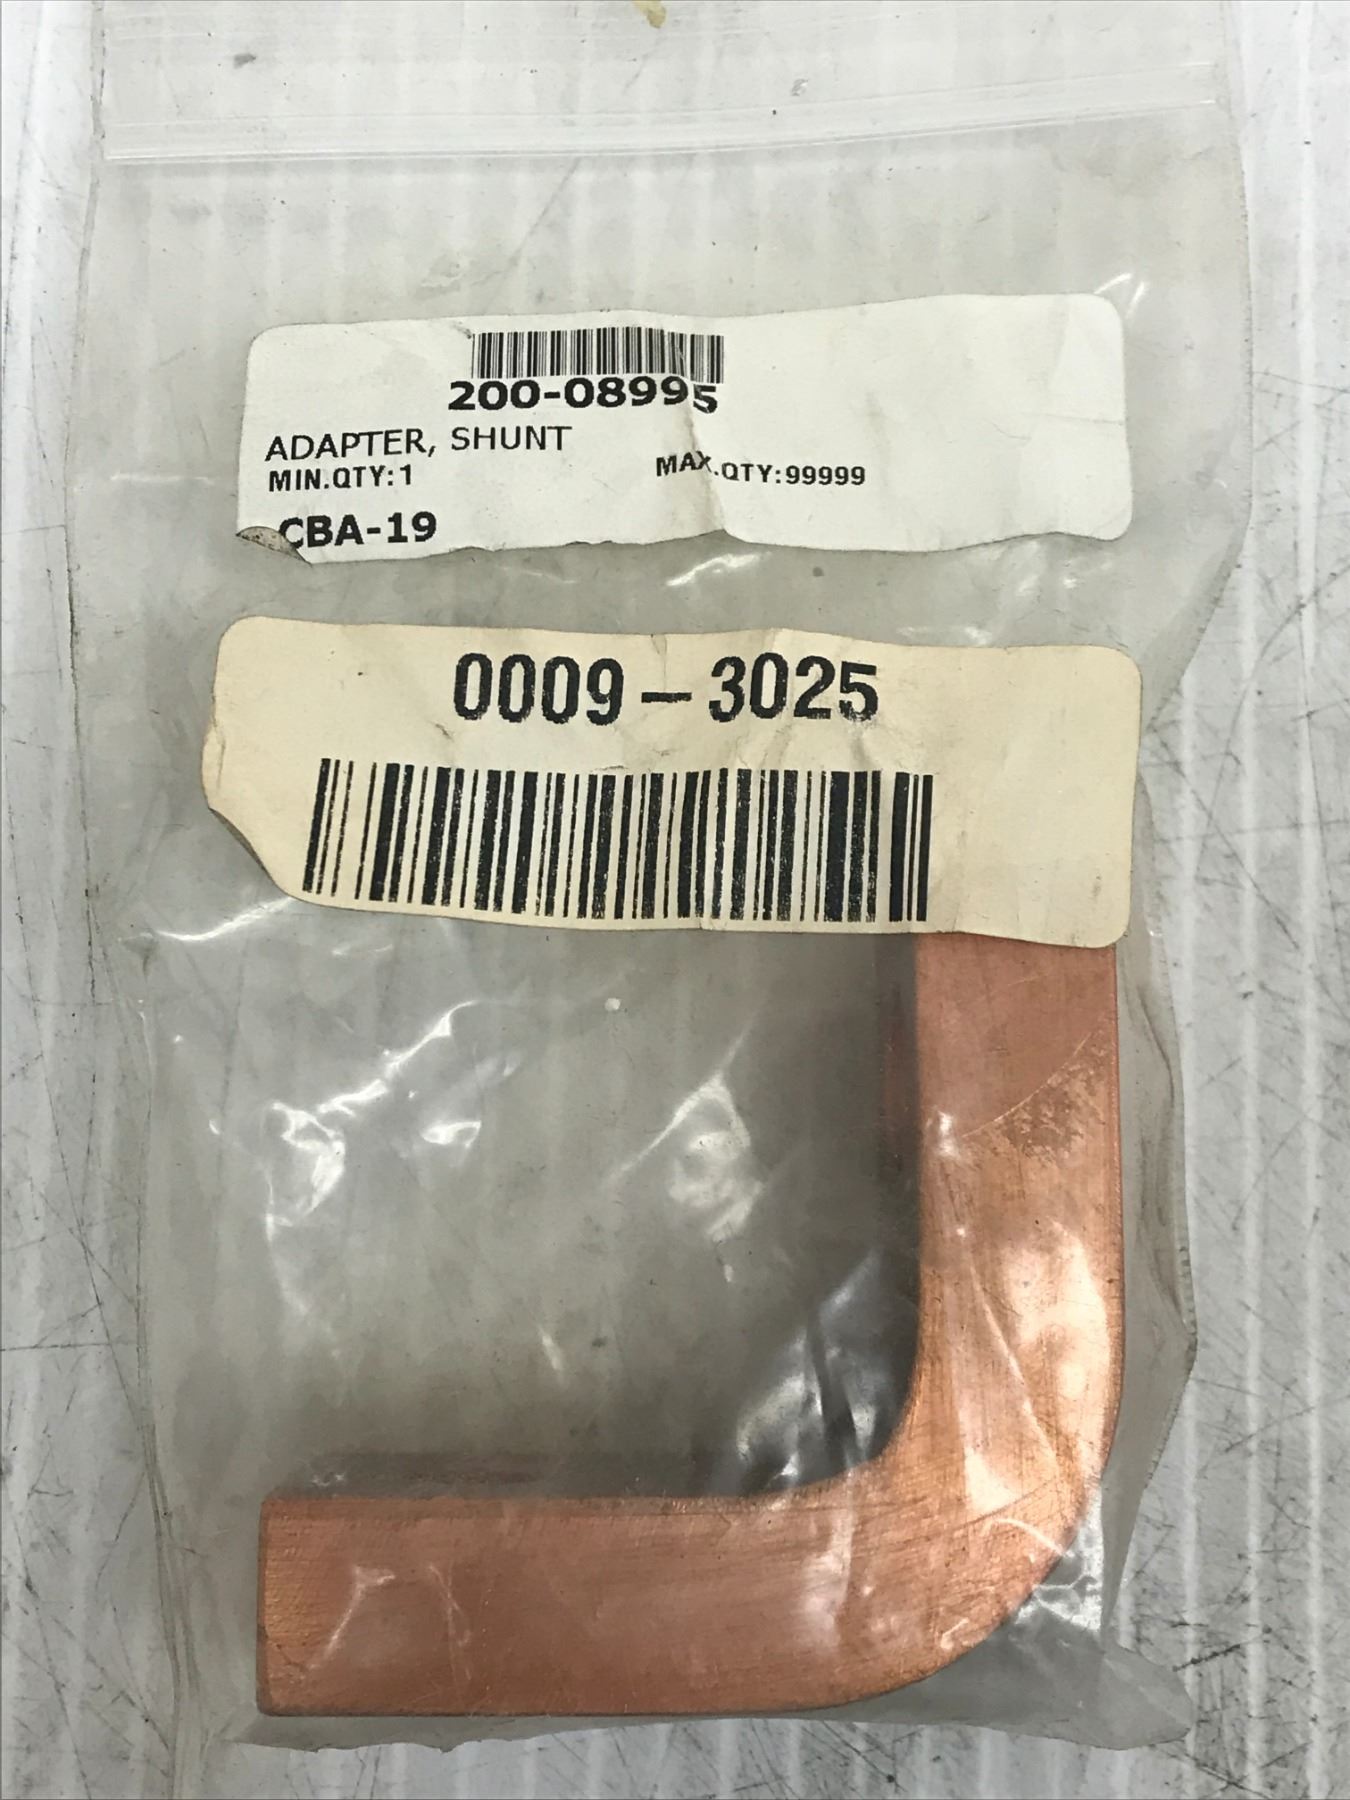 200-08995
ADAPTER, SHUNT
MIN.QTY:1 MAX.QTY:99999
CBA-19
0009-3025